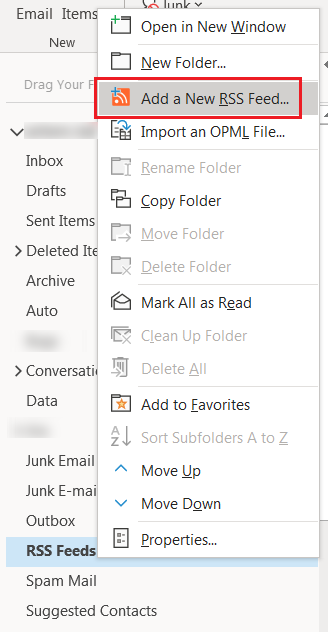 Email Items
Junk
New
Drag Your F
Inbox
Drafts
Sent Items
Deleted Ite
Archive
Auto
Conversatio
Data
Junk Email
Junk E-mai
Outbox
RSS Feeds
Spam Mail
Suggested Contacts
Open in New Window
New Folder...
Add a New RSS Feed...
Import an OPML File...
Rename Folder
Copy Folder
Move Folder
Delete Folder
Mark All as Read
Clean Up Folder
Delete All
Add to Favorites
Sort Subfolders A to Z
Move Up
Move Down
Properties...